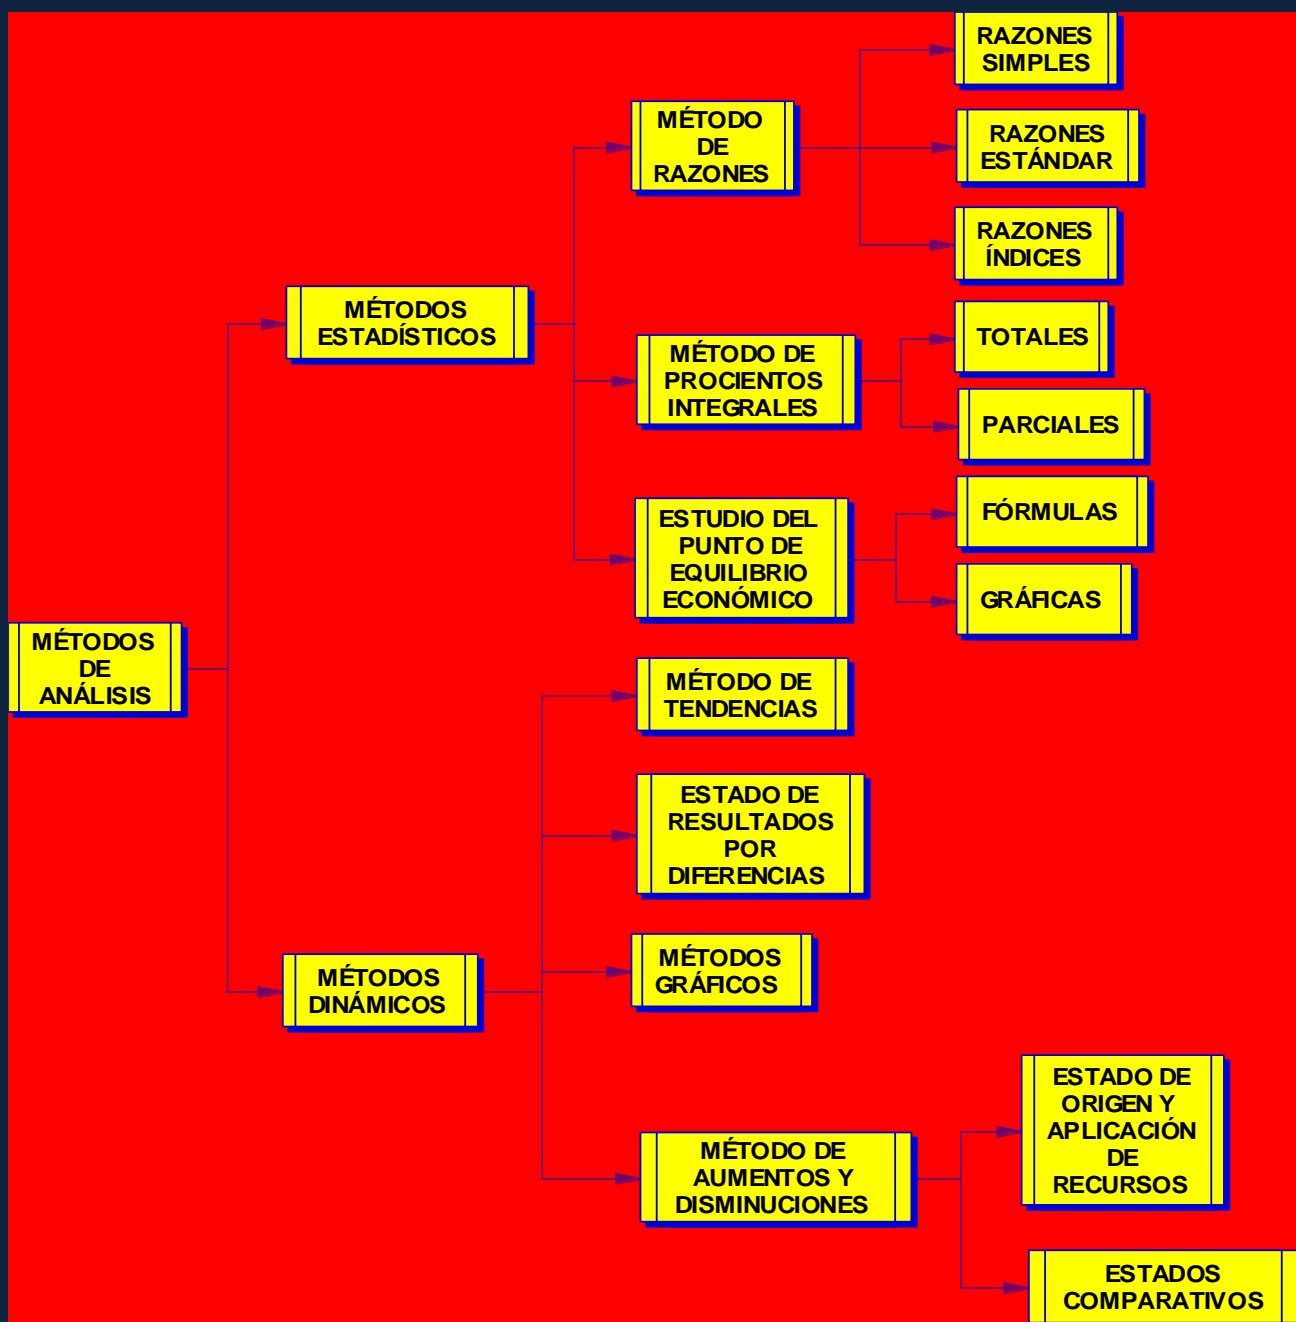 MÉTODOS
DE
ANÁLISIS
MÉTODOS
ESTADÍSTICOS
MÉTODO
DE
RAZONES
RAZONES
SIMPLES
RAZONES
ESTÁNDAR
RAZONES
ÍNDICES
MÉTODO DE
PROCIENTOS
INTEGRALES
TOTALES
PARCIALES
ESTUDIO DEL
PUNTO DE
EQUILIBRIO
ECONÓMICO
FÓRMULAS
GRÁFICAS
MÉTODOS
DINÁMICOS
MÉTODO DE
TENDENCIAS
ESTADO DE
RESULTADOS
POR
DIFERENCIAS
MÉTODOS
GRÁFICOS
MÉTODO DE
AUMENTOS Y
DISMINUCIONES
ESTADO DE
ORIGEN Y
APLICACIÓN
DE
RECURSOS
ESTADOS
COMPARATIVOS